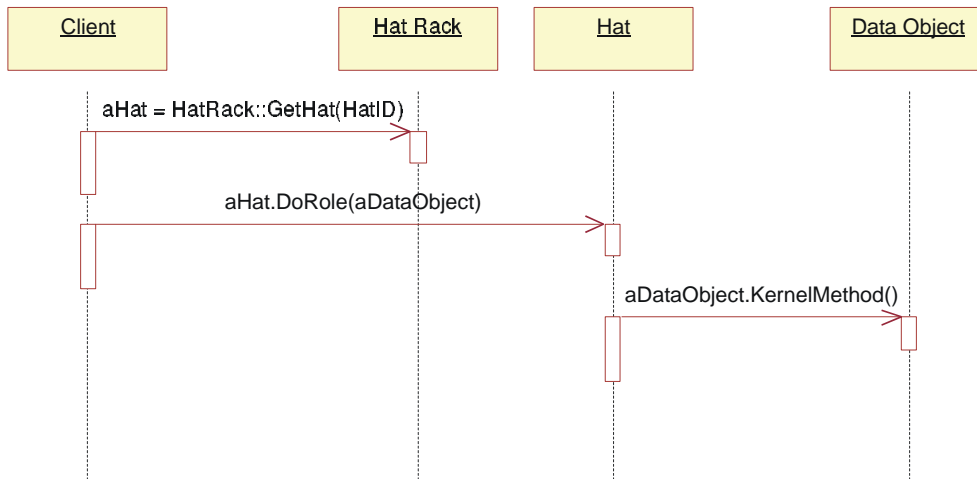 Client
Hat Rack
Hat
Data Object
aHat = HatRack::GetHat(HatID)
aHat.DoRole(aDataObject)
aDataObject.KernelMethod()